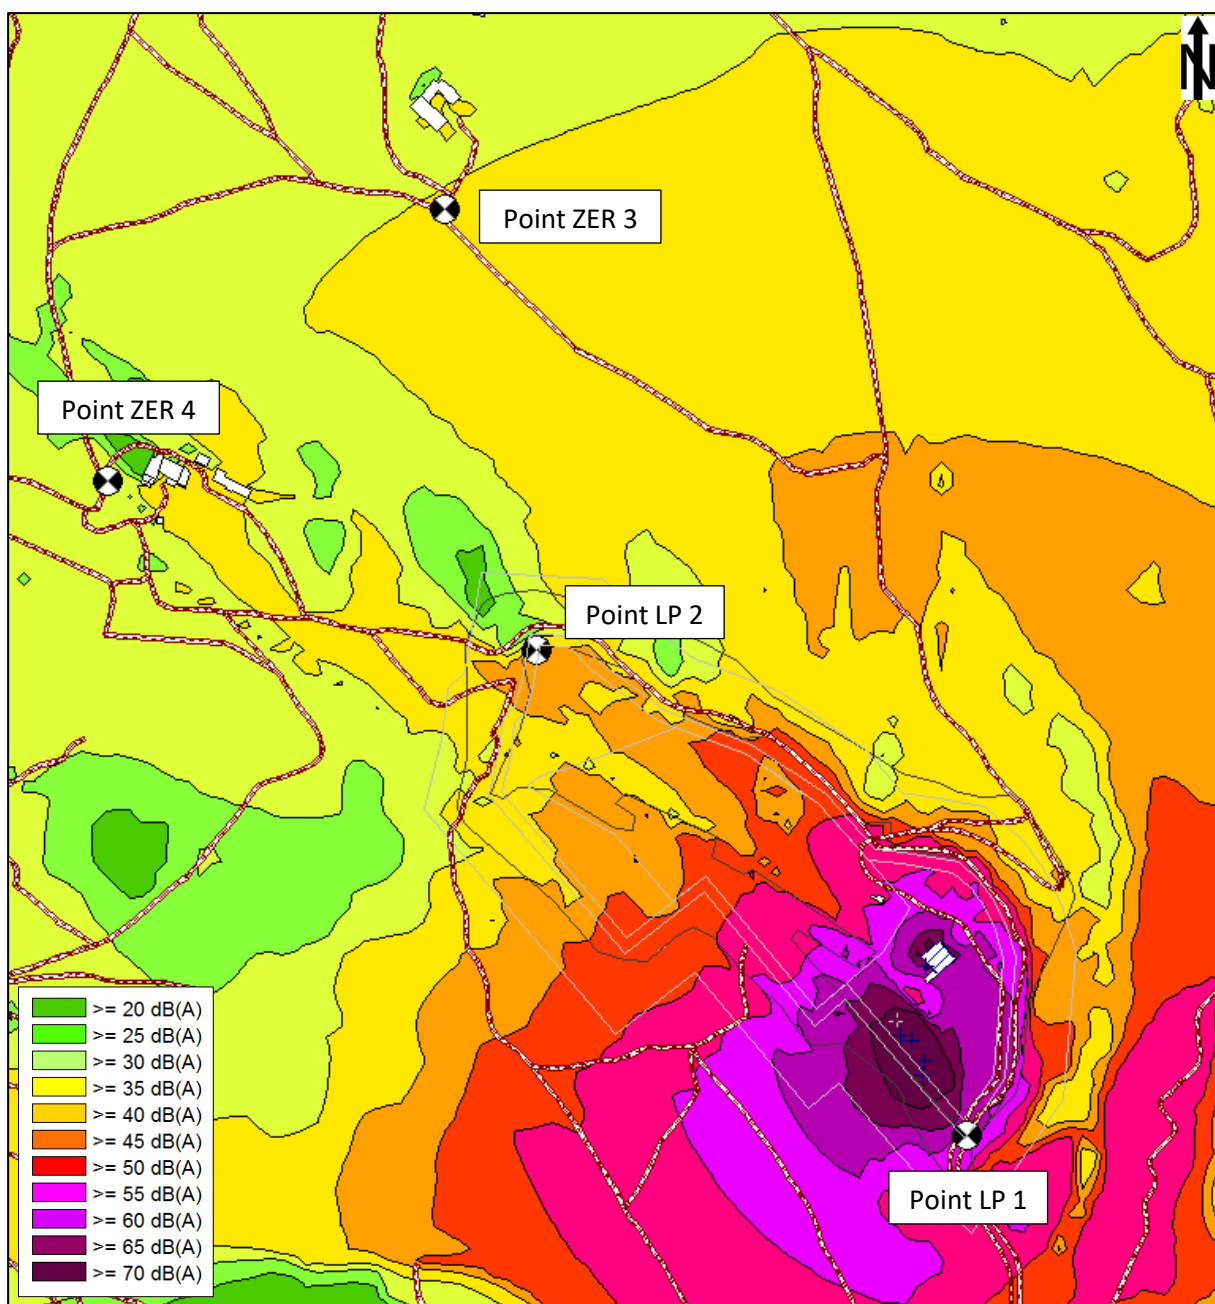 N
Point ZER 3
Point ZER 4
Point LP 2
Point LP 1
>= 20 dB(A)
>= 25 dB(A)
>= 30 dB(A)
>= 35 dB(A)
>= 40 dB(A)
>= 45 dB(A)
>= 50 dB(A)
>= 55 dB(A)
>= 60 dB(A)
>= 65 dB(A)
>= 70 dB(A)